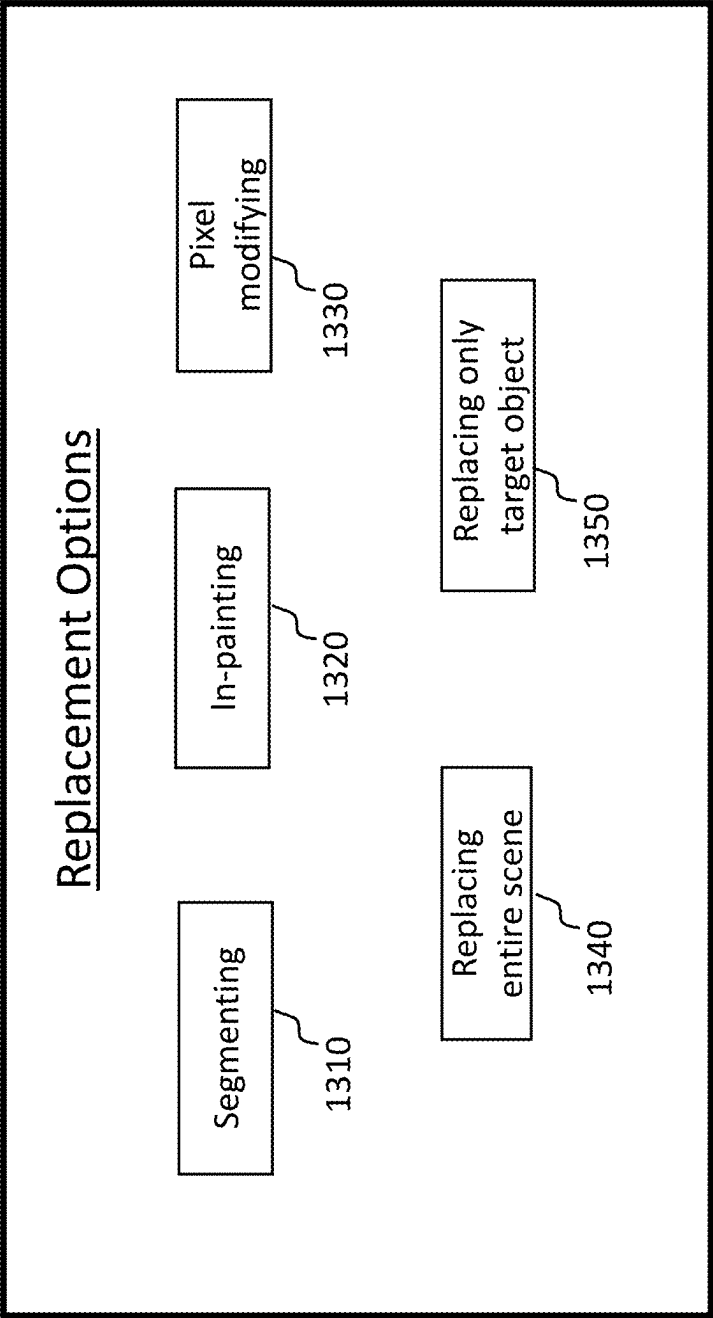 Replacement Options
Segmenting
1310
In-painting
1320
Pixel
modifying
1330
Replacing
entire scene
1340
Replacing only
target object
1350